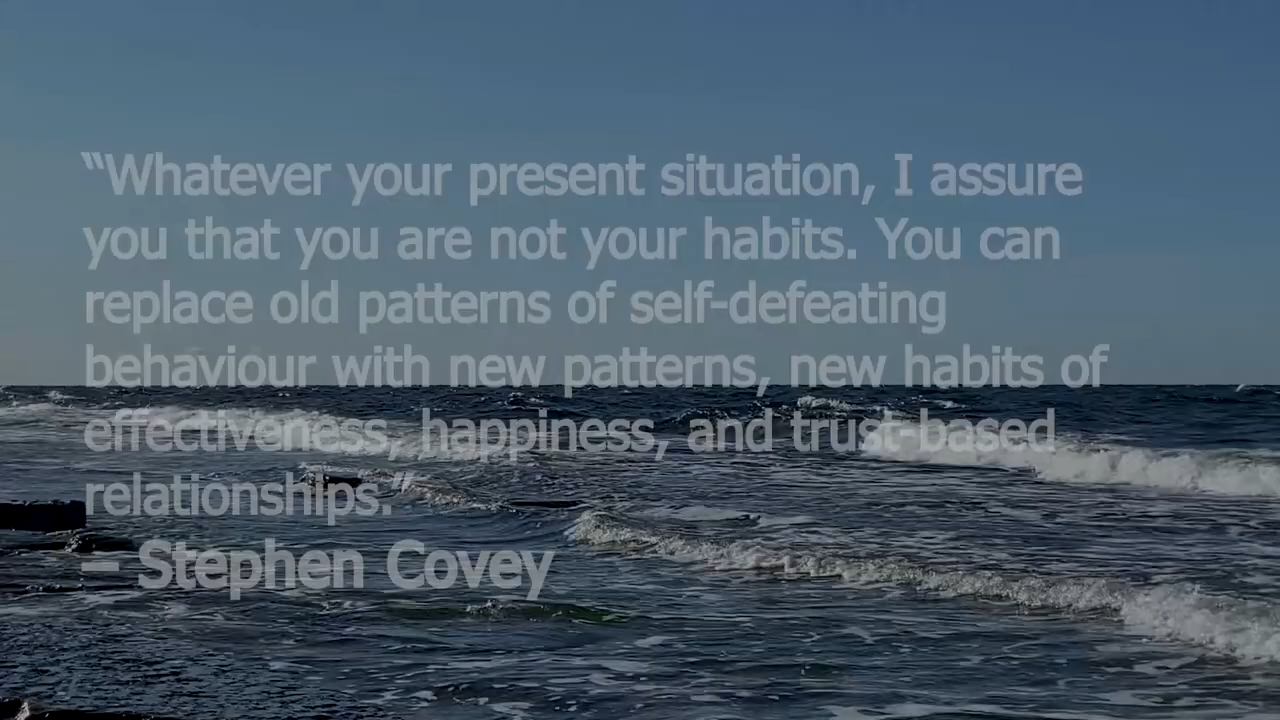 “Whatever your present situation, I assure
you that you are not your habits. You can
replace old patterns of self-defeating
behaviour with new patterns, new habits of
effectiveness, happiness, and trust-based
relationships.”
– Stephen Covey